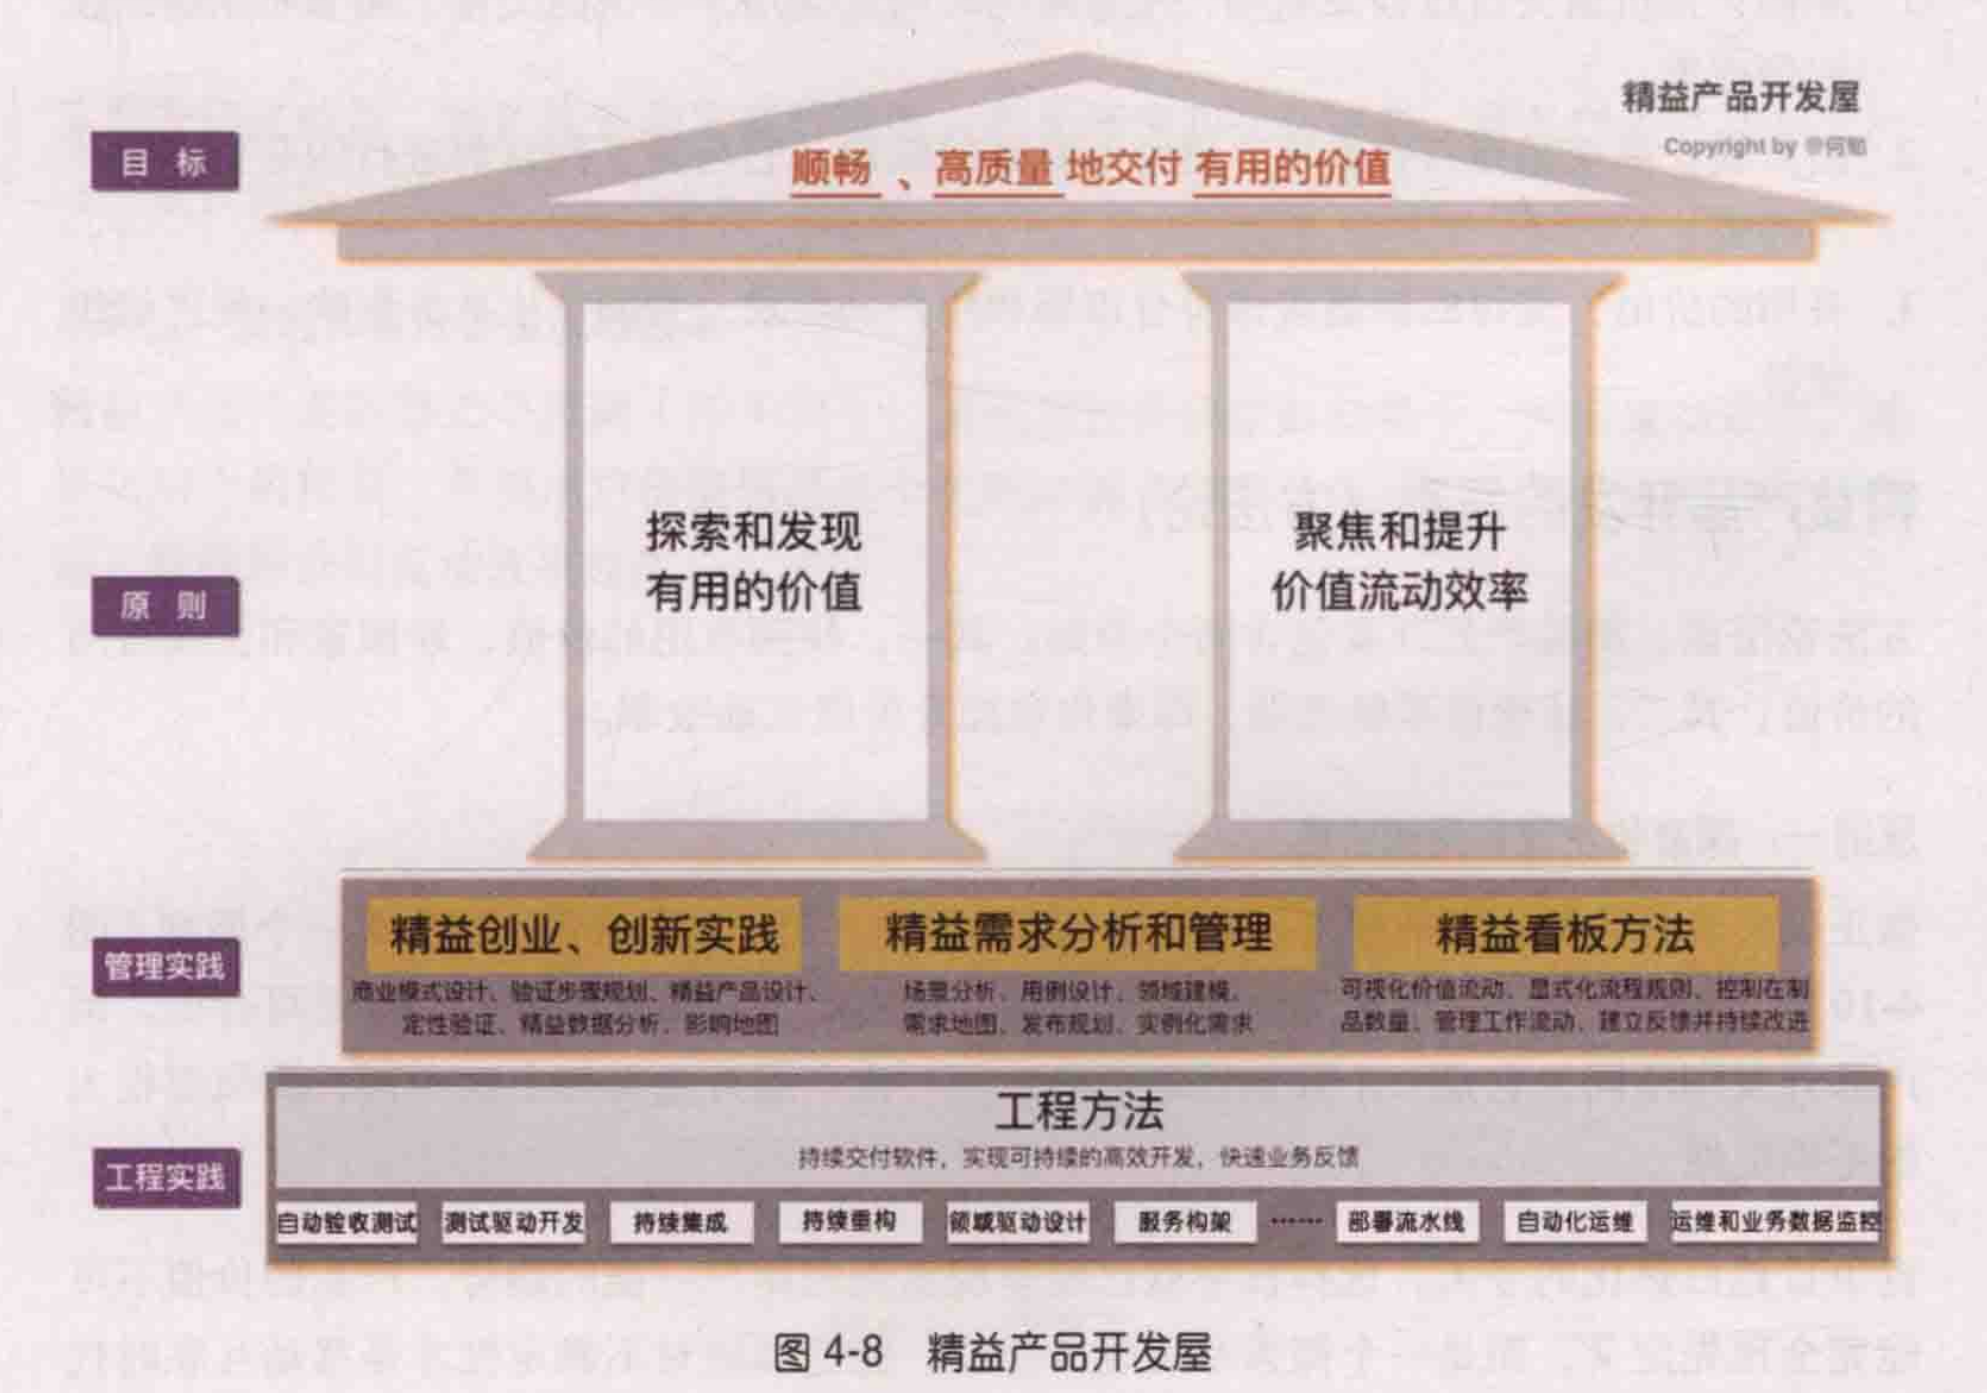 精益产品开发屋
Copyright by @何勉
目 标
顺畅 、高质量 地交付 有用的价值
原 则
探索和发现
有用的价值
聚焦和提升
价值流动效率
管理实践
精益创业、创新实践
商业模式设计、验证步骤规划、精益产品设计、
定性验证、精益数据分析、影响地图
精益需求分析和管理
场景分析、用例设计、领域建模、
需求地图、发布规划、实例化需求
精益看板方法
可视化价值流动、显式化流程规则、控制在制
品数量、管理工作流动、建立反馈并持续改进
工程实践
工程方法
持续交付软件，实现可持续的高效开发，快速业务反馈
自动验收测试 测试驱动开发 持续集成 持续重构 领域驱动设计 服务构架 …… 部署流水线 自动化运维 运维和业务数据监控
图 4-8 精益产品开发屋